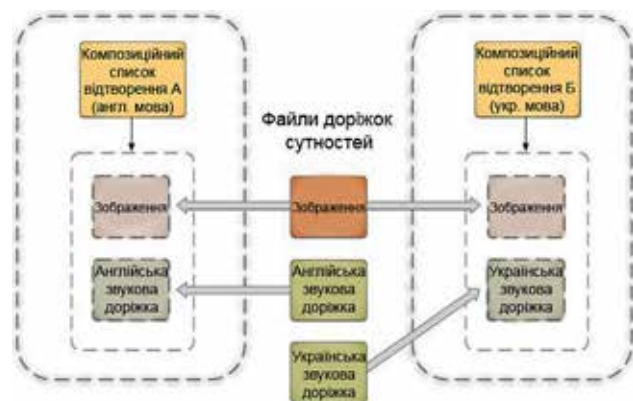 Композиційний
список
відтворення А
(англ. мова)
Композиційний
список
відтворення Б
(укр. мова)
Файли доріжок
сутностей
Зображення
Зображення
Зображення
Англійська
звукова
доріжка
Англійська
звукова
доріжка
Українська
звукова
доріжка
Українська
звукова
доріжка